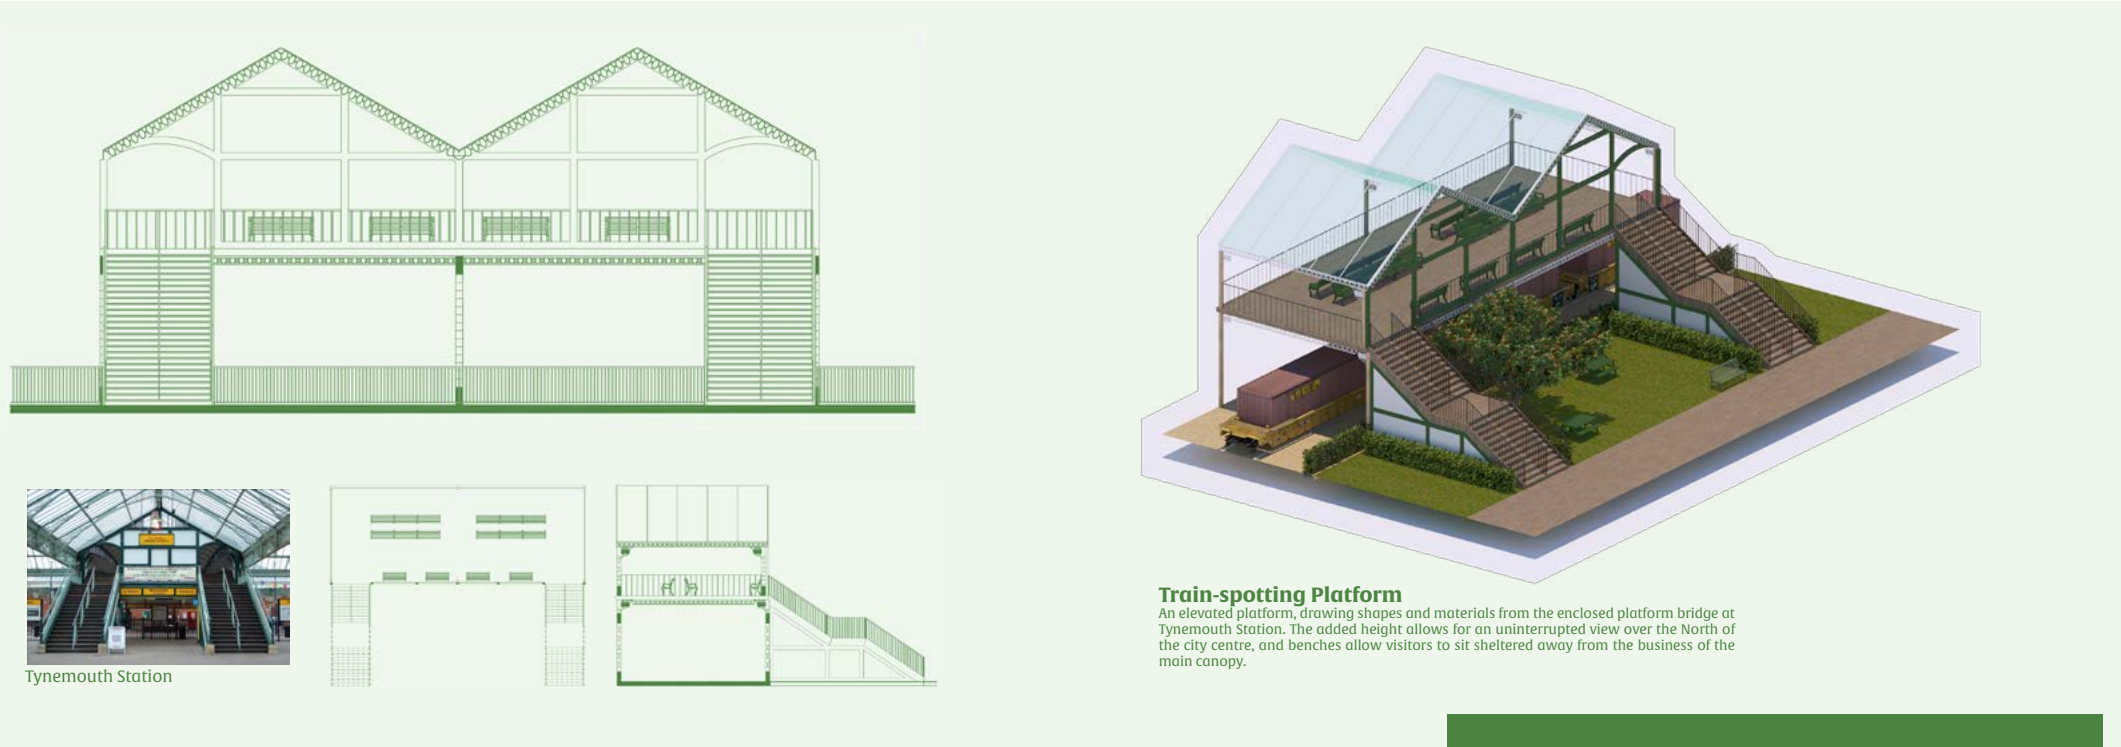 Tynemouth Station
Train-spotting Platform
An elevated platform, drawing shapes and materials from the enclosed platform bridge at
Tynemouth Station. The added height allows for an uninterrupted view over the North of
the city centre, and benches allow visitors to sit sheltered away from the business of the
main canopy.